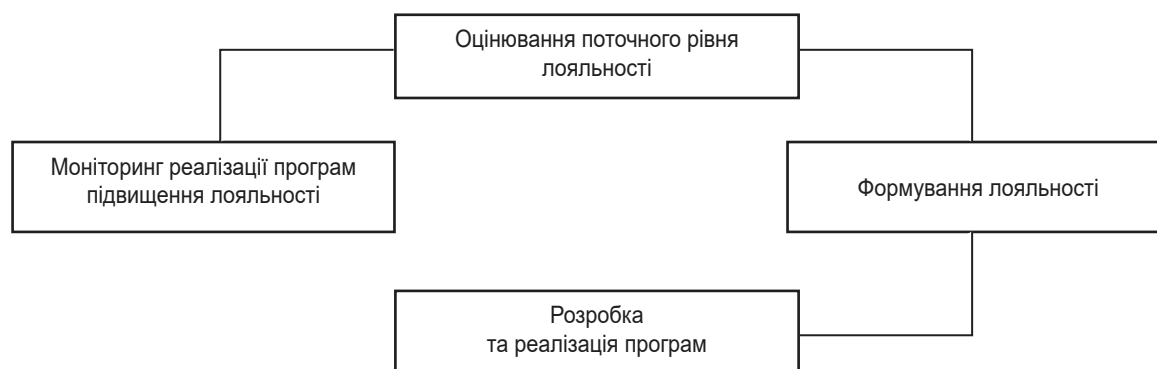 Оцінювання поточного рівня
лояльності
Моніторинг реалізації програм
підвищення лояльності
Формування лояльності
Розробка
та реалізація програм